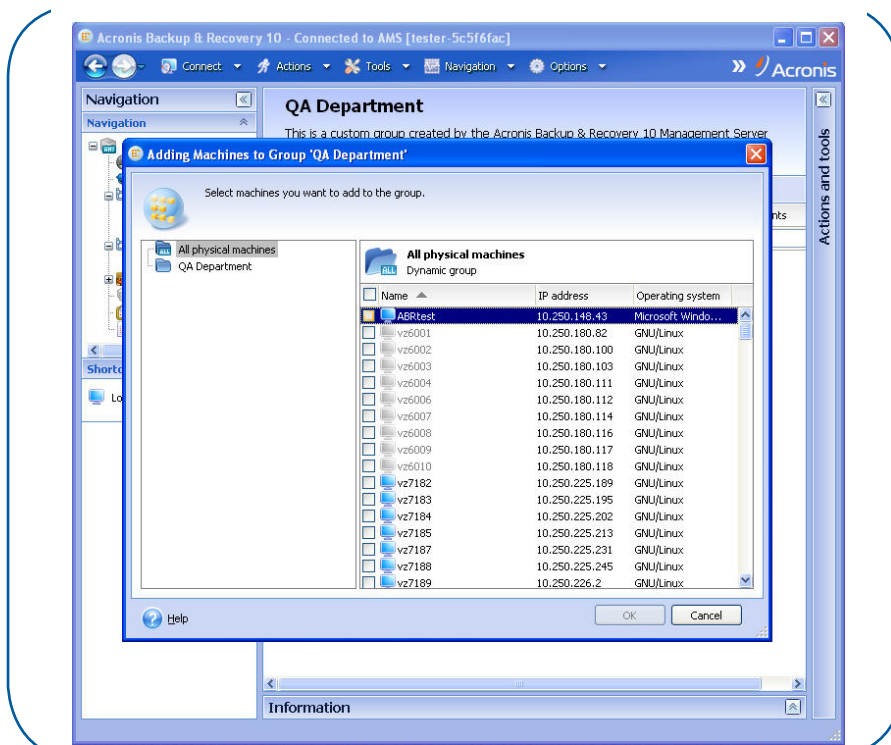 Acronis Backup & Recovery 10 - Connected to AMS [tester-5c5f6fac]
Connect Actions Tools Navigation Options » Acronis
Navigation
Navigation
QA Department
This is a custom group created by the Acronis Backup & Recovery 10 Management Server
Actions and tools
Adding Machines to Group 'QA Department'
Select machines you want to add to the group.
All physical machines
QA Department
ALL
All physical machines
Dynamic group
Name IP address Operating system
ABRtest 10.250.148.43 Microsoft Windo...
vz6001 10.250.180.82 GNU/Linux
vz6002 10.250.180.100 GNU/Linux
vz6003 10.250.180.103 GNU/Linux
vz6004 10.250.180.111 GNU/Linux
vz6006 10.250.180.112 GNU/Linux
vz6007 10.250.180.114 GNU/Linux
vz6008 10.250.180.116 GNU/Linux
vz6009 10.250.180.117 GNU/Linux
vz6010 10.250.180.118 GNU/Linux
vz7182 10.250.225.189 GNU/Linux
vz7183 10.250.225.195 GNU/Linux
vz7184 10.250.225.202 GNU/Linux
vz7185 10.250.225.213 GNU/Linux
vz7187 10.250.225.231 GNU/Linux
vz7188 10.250.225.245 GNU/Linux
vz7189 10.250.226.2 GNU/Linux
Help OK Cancel
nts
Shortc
Lo
Information